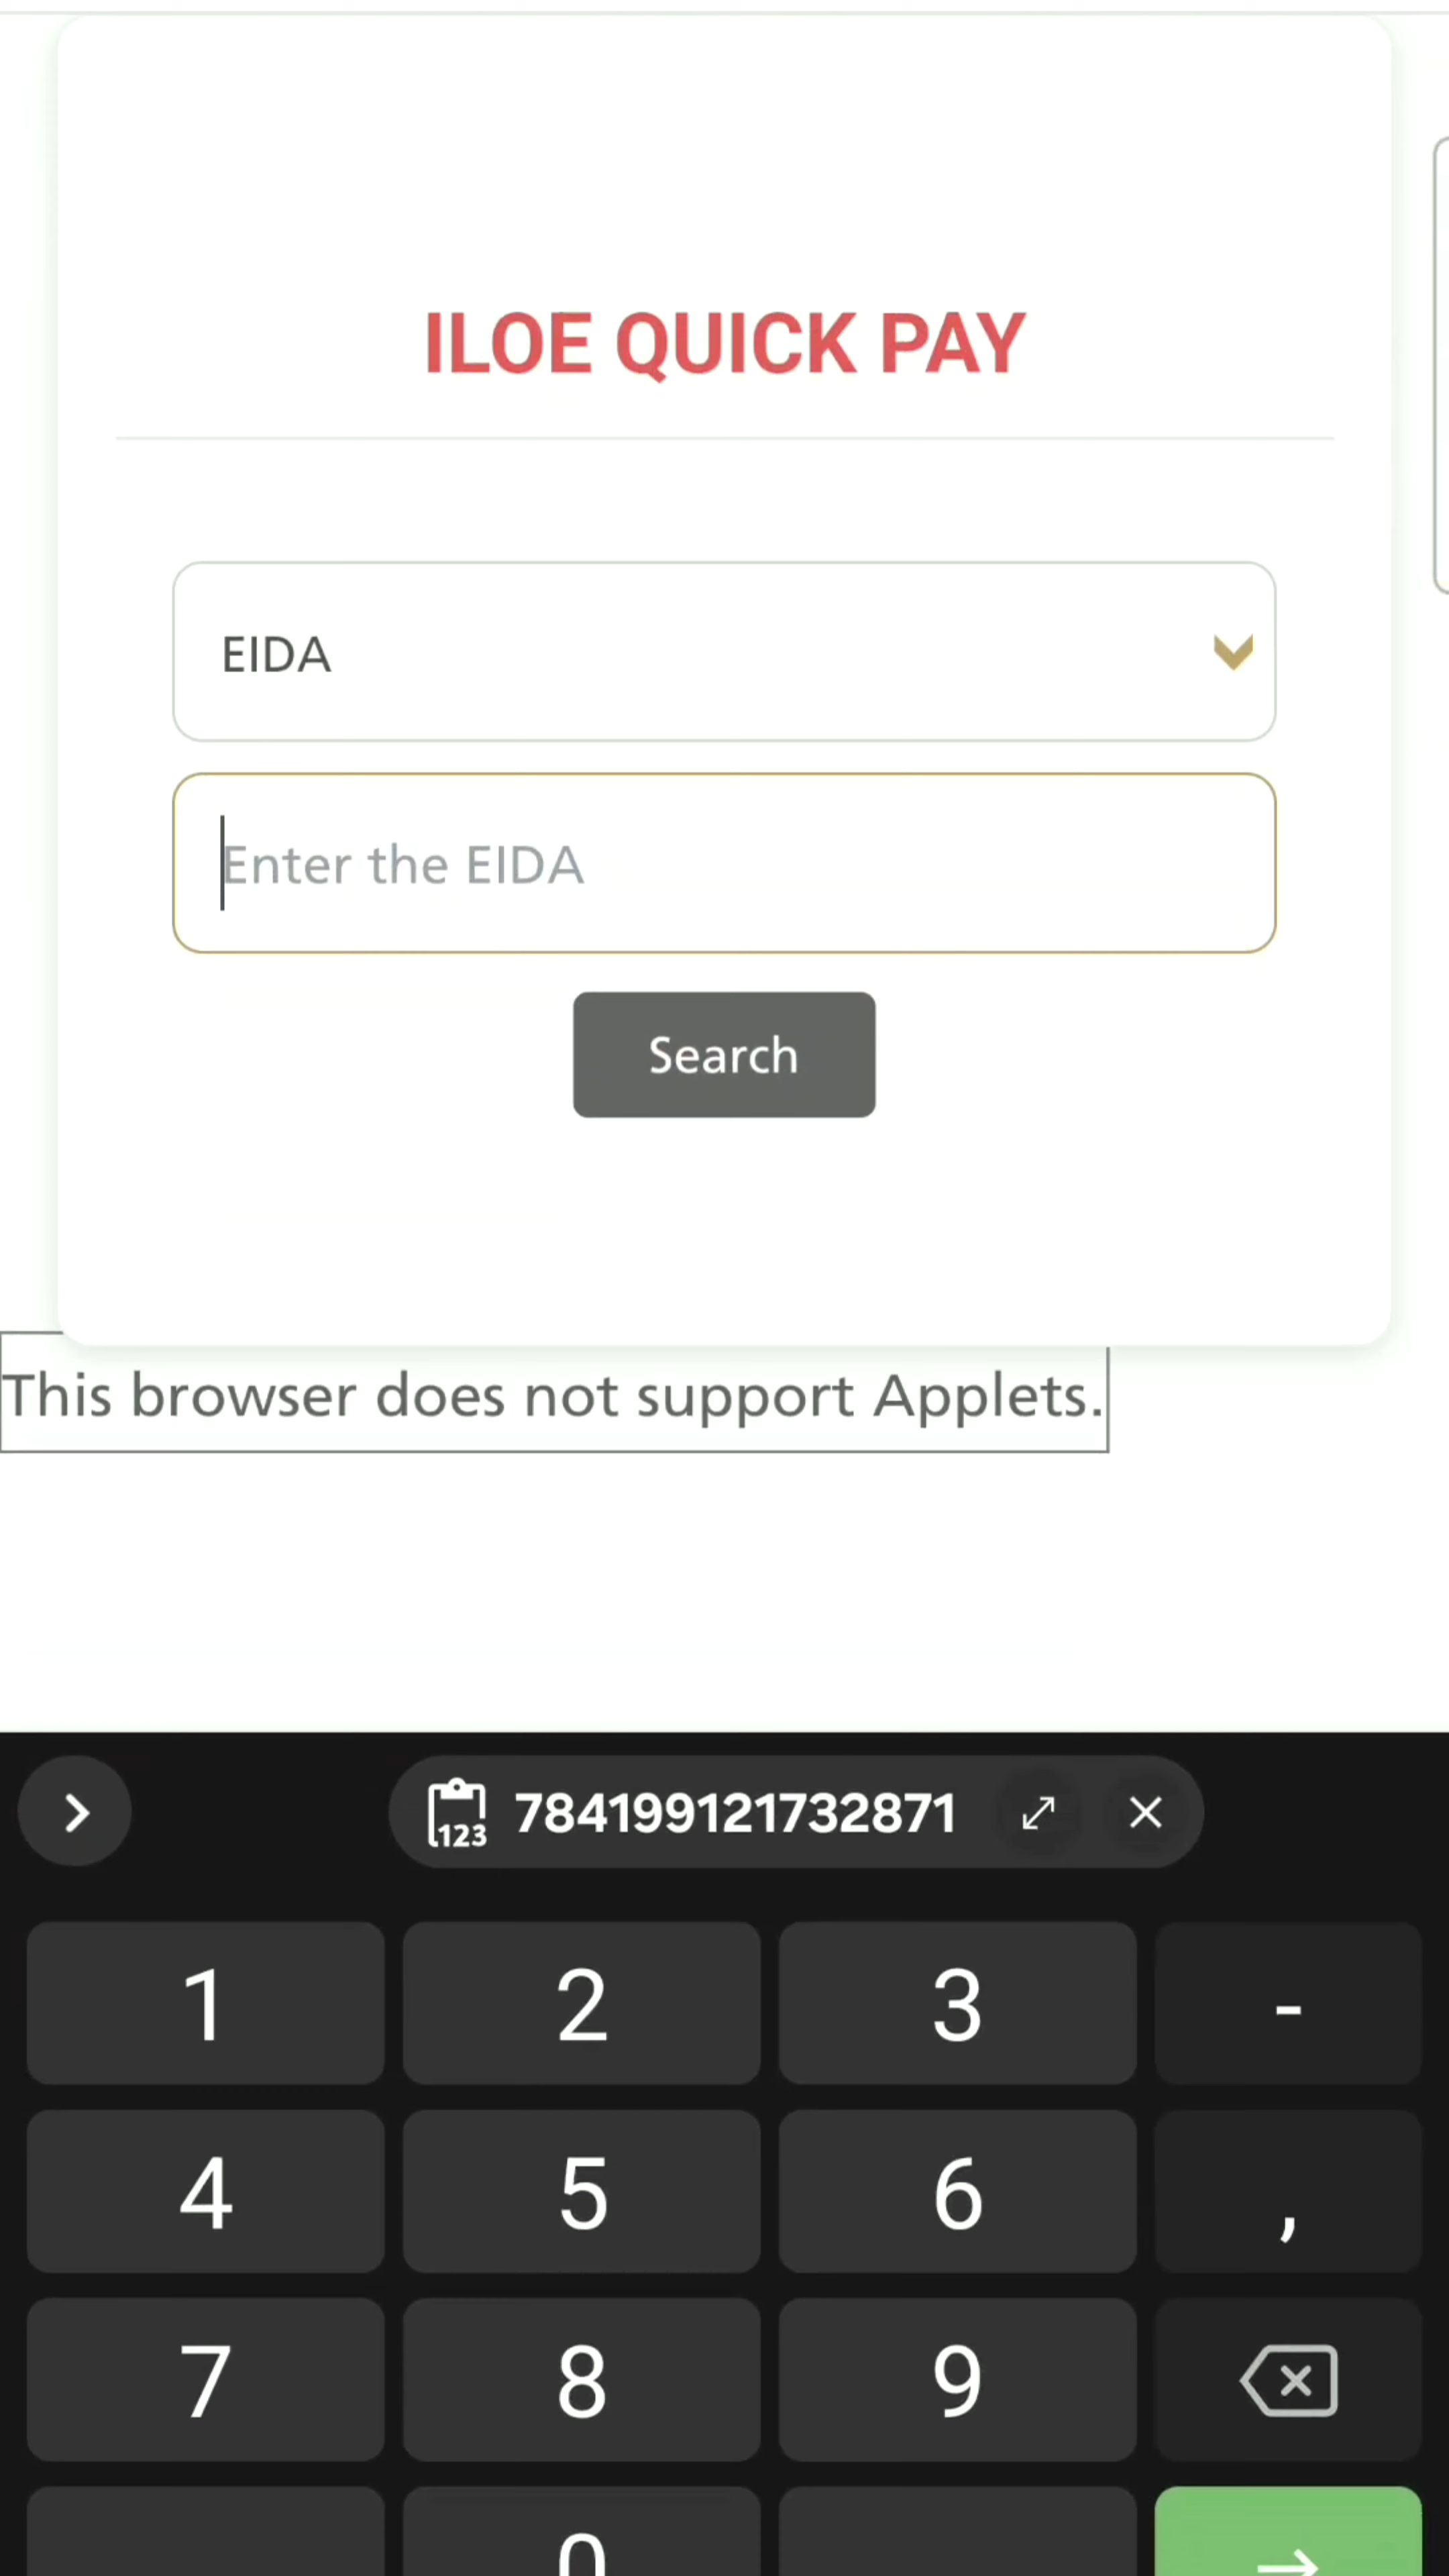 ILOE QUICK PAY
EIDA
Enter the EIDA
Search
This browser does not support Applets.
123 784199121732871
1 2 3 -
4 5 6 ,
7 8 9
0